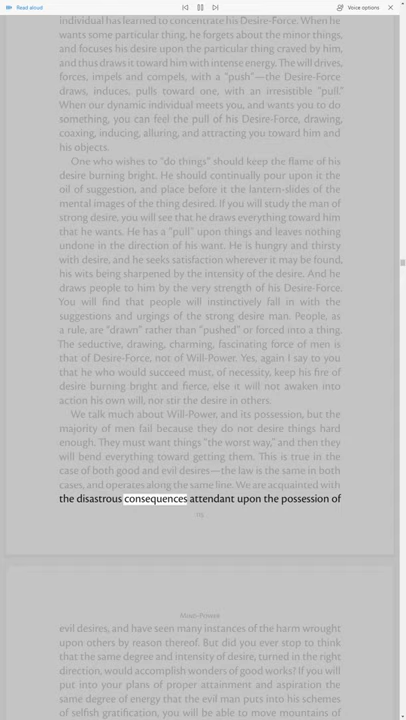 Read aloud
Voice options
individual has learned to concentrate his Desire-Force. When he
wants some particular thing, he forgets about the minor things,
and focuses his desire upon the particular thing craved by him,
and thus draws it toward him with intense energy. The will drives,
forces, impels and compels, with a “push”—the Desire-Force
draws, induces, pulls toward one, with an irresistible “pull.”
When our dynamic individual meets you, and wants you to do
something, you can feel the pull of his Desire-Force, drawing,
coaxing, inducing, alluring, and attracting you toward him and
his objects.
One who wishes to “do things” should keep the flame of his
desire burning bright. He should continually pour upon it the
oil of suggestion, and place before it the lantern-slides of the
mental images of the thing desired. If you will study the man of
strong desire, you will see that he draws everything toward him
that he wants. He has a “pull” upon things and leaves nothing
undone in the direction of his want. He is hungry and thirsty
with desire, and he seeks satisfaction wherever it may be found,
his wits being sharpened by the intensity of the desire. And he
draws people to him by the very strength of his Desire-Force.
You will find that people will instinctively fall in with the
suggestions and urgings of the strong desire man. People, as
a rule, are “drawn” rather than “pushed” or forced into a thing.
The seductive, drawing, charming, fascinating force of men is
that of Desire-Force, not of Will-Power. Yes, again I say to you
that he who would succeed must, of necessity, keep his fire of
desire burning bright and fierce, else it will not awaken into
action his own will, nor stir the desire in others.
We talk much about Will-Power, and its possession, but the
majority of men fail because they do not desire things hard
enough. They must want things “the worst way,” and then they
will bend everything toward getting them. This is true in the
case of both good and evil desires—the law is the same in both
cases, and operates along the same line. We are acquainted with
the disastrous consequences attendant upon the possession of
Mind-Power
evil desires, and have seen many instances of the harm wrought
upon others by reason thereof. But did you ever stop to think
that the same degree and intensity of desire, turned in the right
direction, would accomplish wonders of good works? If you will
put into your plans of proper attainment and aspiration the
same degree of energy that the evil man puts into his schemes
of selfish gratification, you will be able to move mountains of